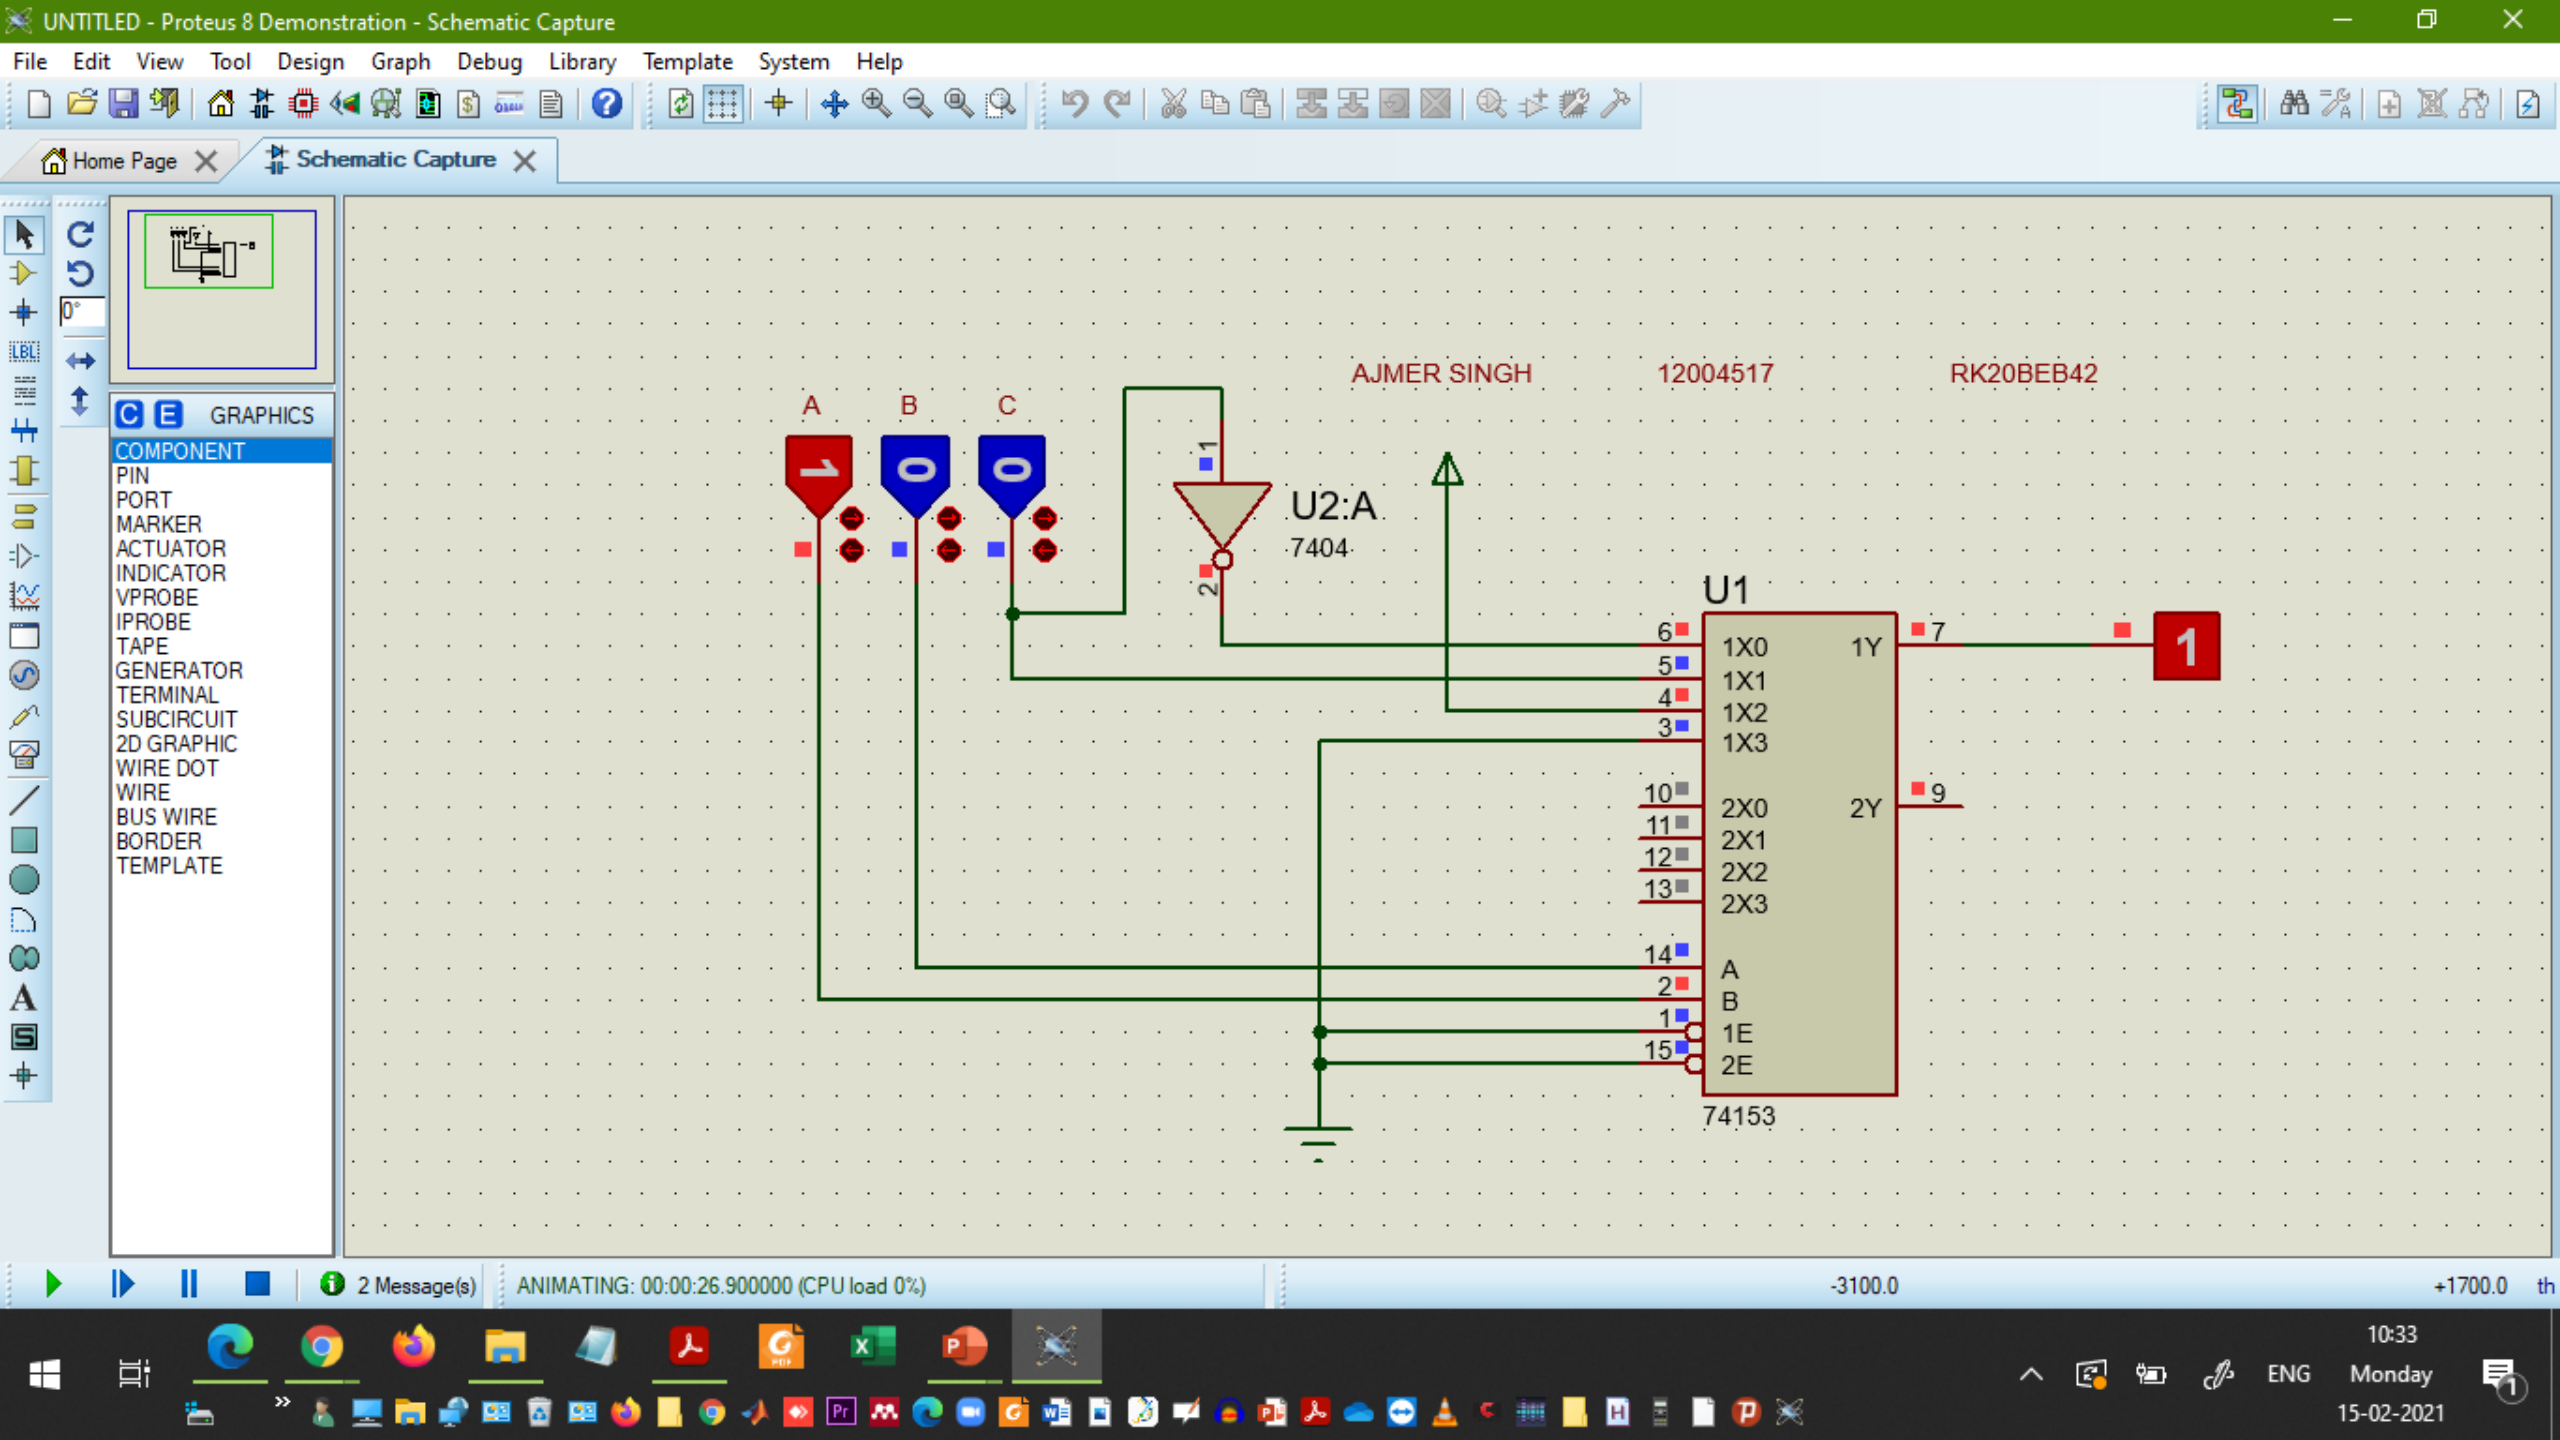 UNTITLED - Proteus 8 Demonstration - Schematic Capture
File Edit View Tool Design Graph Debug Library Template System Help
Home Page
Schematic Capture
0°
LBL
C E GRAPHICS
COMPONENT
PIN
PORT
MARKER
ACTUATOR
INDICATOR
VPROBE
IPROBE
TAPE
GENERATOR
TERMINAL
SUBCIRCUIT
2D GRAPHIC
WIRE DOT
WIRE
BUS WIRE
BORDER
TEMPLATE
A
S
AJMER SINGH 12004517 RK20BEB42
A B C
1 0 0
1
U2:A
7404
2
U1
6 1X0 1Y 7 1
5 1X1
4 1X2
3 1X3
10 2X0 2Y 9
11 2X1
12 2X2
13 2X3
14 A
2 B
1 1E
15 2E
74153
2 Message(s) ANIMATING: 00:00:26.900000 (CPU load 0%) -3100.0 +1700.0 th
10:33
ENG Monday
15-02-2021
1